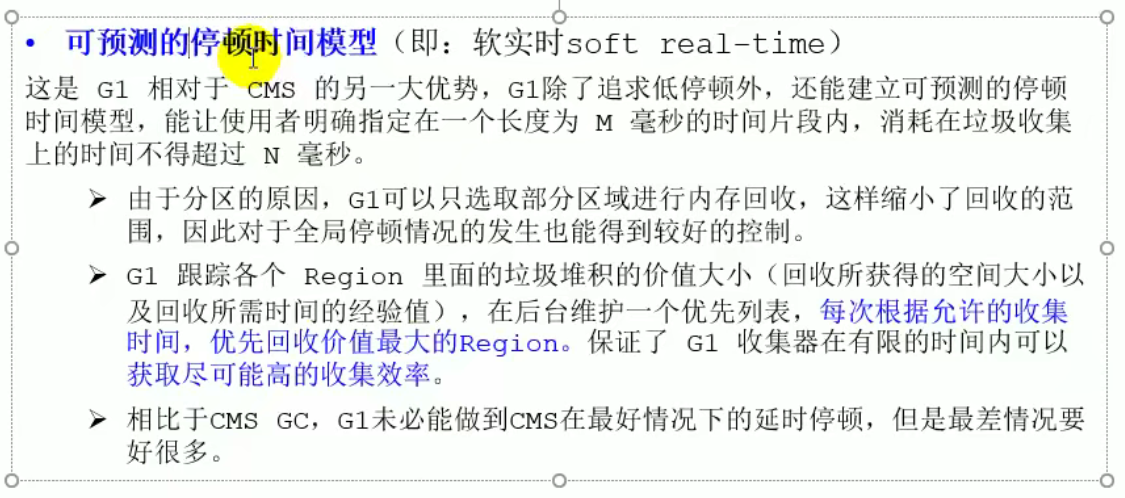 • 可预测的停顿时间模型（即：软实时soft real-time）
这是 G1 相对于 CMS 的另一大优势，G1除了追求低停顿外，还能建立可预测的停顿
时间模型，能让使用者明确指定在一个长度为 M 毫秒的时间片段内，消耗在垃圾收集
上的时间不得超过 N 毫秒。
➢ 由于分区的原因，G1可以只选取部分区域进行内存回收，这样缩小了回收的范
围，因此对于全局停顿情况的发生也能得到较好的控制。
➢ G1 跟踪各个 Region 里面的垃圾堆积的价值大小（回收所获得的空间大小以
及回收所需时间的经验值），在后台维护一个优先列表，每次根据允许的收集
时间，优先回收价值最大的Region。保证了 G1 收集器在有限的时间内可以
获取尽可能高的收集效率。
➢ 相比于CMS GC，G1未必能做到CMS在最好情况下的延时停顿，但是最差情况要
好很多。